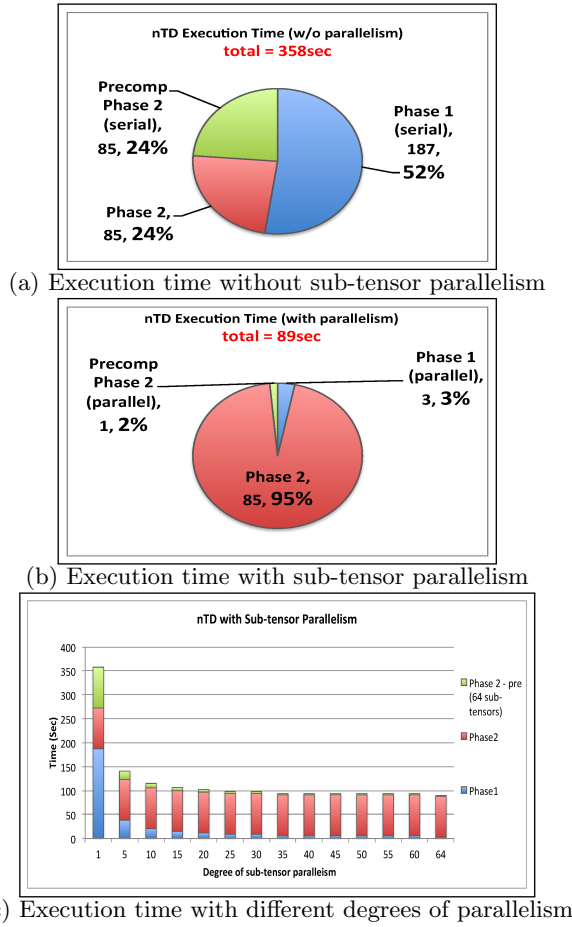 nTD Execution Time (w/o parallelism)
total = 358sec
Precomp
Phase 2
(serial),
85, 24%
Phase 1
(serial),
187,
52%
Phase 2,
85, 24%
(a) Execution time without sub-tensor parallelism
nTD Execution Time (with parallelism)
total = 89sec
Precomp
Phase 2
(parallel),
1, 2%
Phase 1
(parallel),
3, 3%
Phase 2,
85, 95%
(b) Execution time with sub-tensor parallelism
nTD with Sub-tensor Parallelism
400
350
300
250
200
150
100
50
0
Time (Sec)
Phase 2 - pre
(64 sub-
tensors)
Phase2
Phase1
1 5 10 15 20 25 30 35 40 45 50 55 60 64
Degree of sub-tensor paralleism
) Execution time with different degrees of parallelism